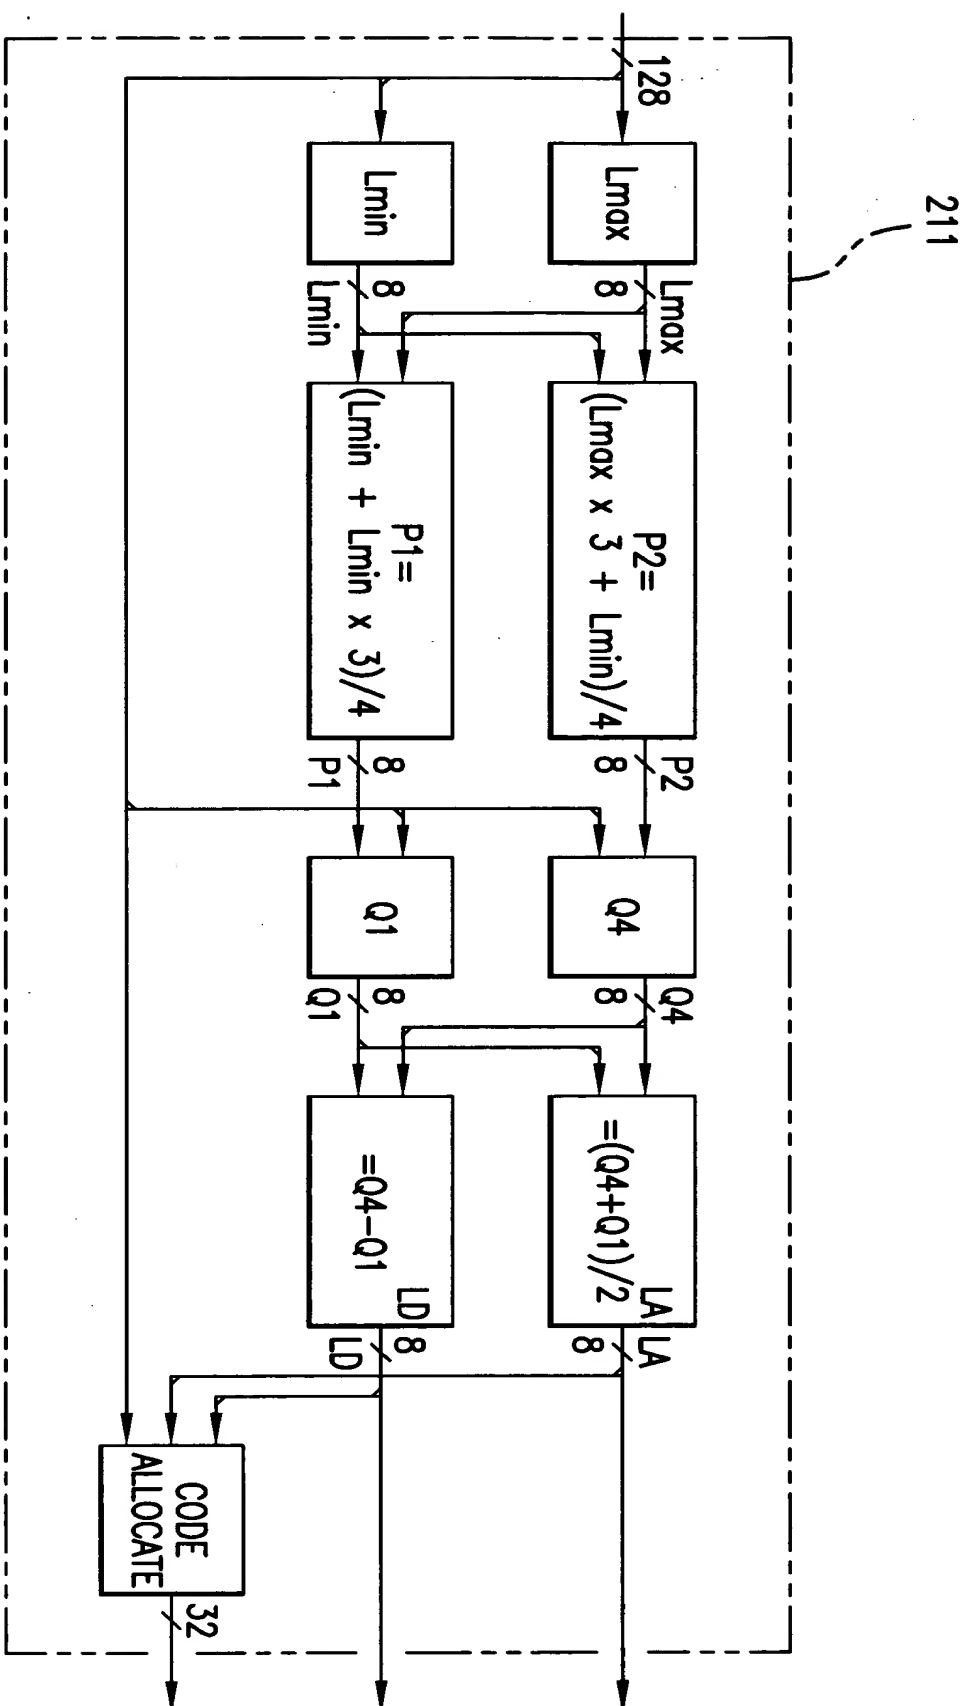 211
128
Lmax
Lmax
8
P2=
(Lmax x 3 + Lmin)/4
P2
8
Q4
Q4
8
LA
=(Q4+Q1)/2
LA
8
Lmin
8
Lmin
P1=
(Lmin + Lmin x 3)/4
8
P1
Q1
8
Q1
LD
=Q4-Q1
8
LD
CODE
ALLOCATE
32